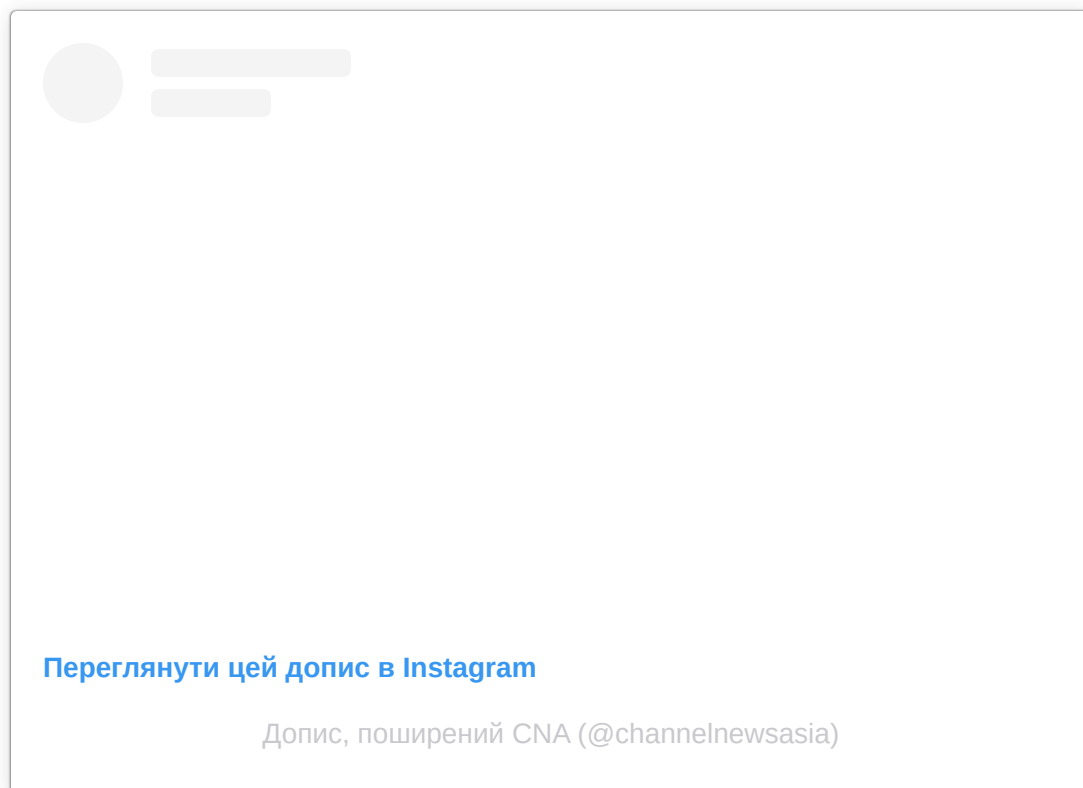 Переглянути цей допис в Instagram
Допис, поширений CNA (@channelnewsasia)